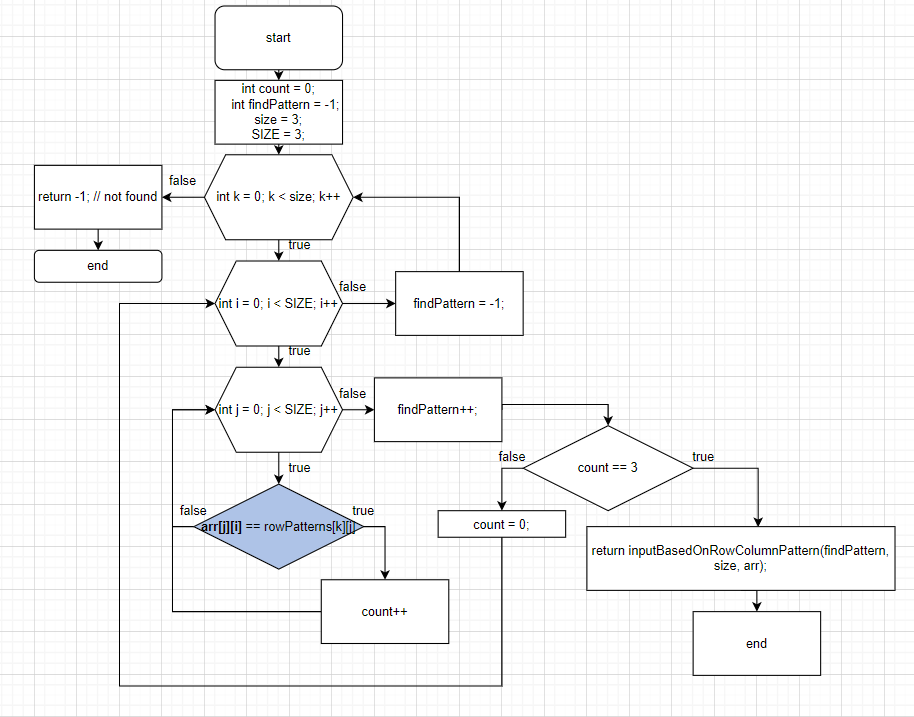 start
int count = 0;
int findPattern = -1;
size = 3;
SIZE = 3;
false
return -1; // not found
int k = 0; k < size; k++
true
end
int i = 0; i < SIZE; i++
false
findPattern = -1;
true
int j = 0; j < SIZE; j++
false
findPattern++;
true
false
count == 3
true
false
arr[j][i] == rowPatterns[k][j]
true
count = 0;
return inputBasedOnRowColumnPattern(findPattern,
size, arr);
count++
end